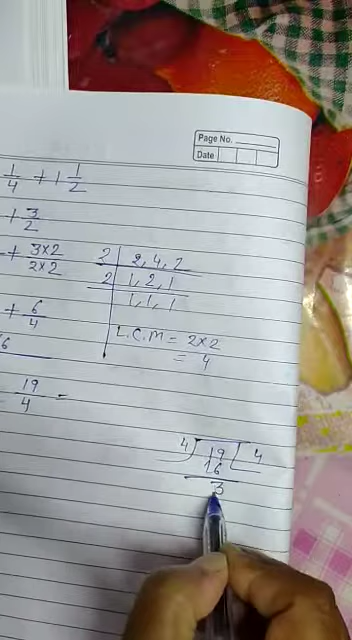 Page No.
Date
1/4 + 1 1/2
+ 3/2
+ 3×2/2×2
+ 6/4
6
19/4 =
2 | 2, 4, 2
2 | 1, 2, 1
1, 1, 1
L.C.M = 2×2
= 4
4) 19 ( 4
16
3